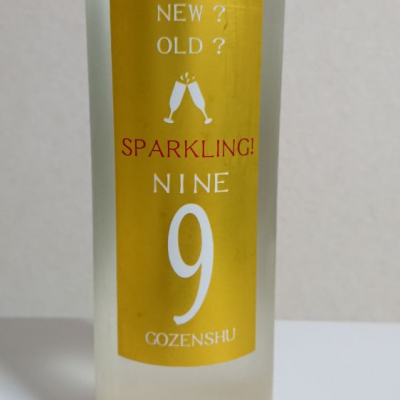 NEW ?
OLD ?
SPARKLING!
NINE
9
GOZENSHU